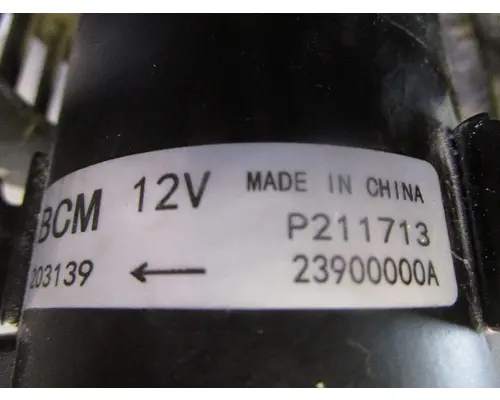 BCM 12V MADE IN CHINA
P211713
203139 ← 23900000A